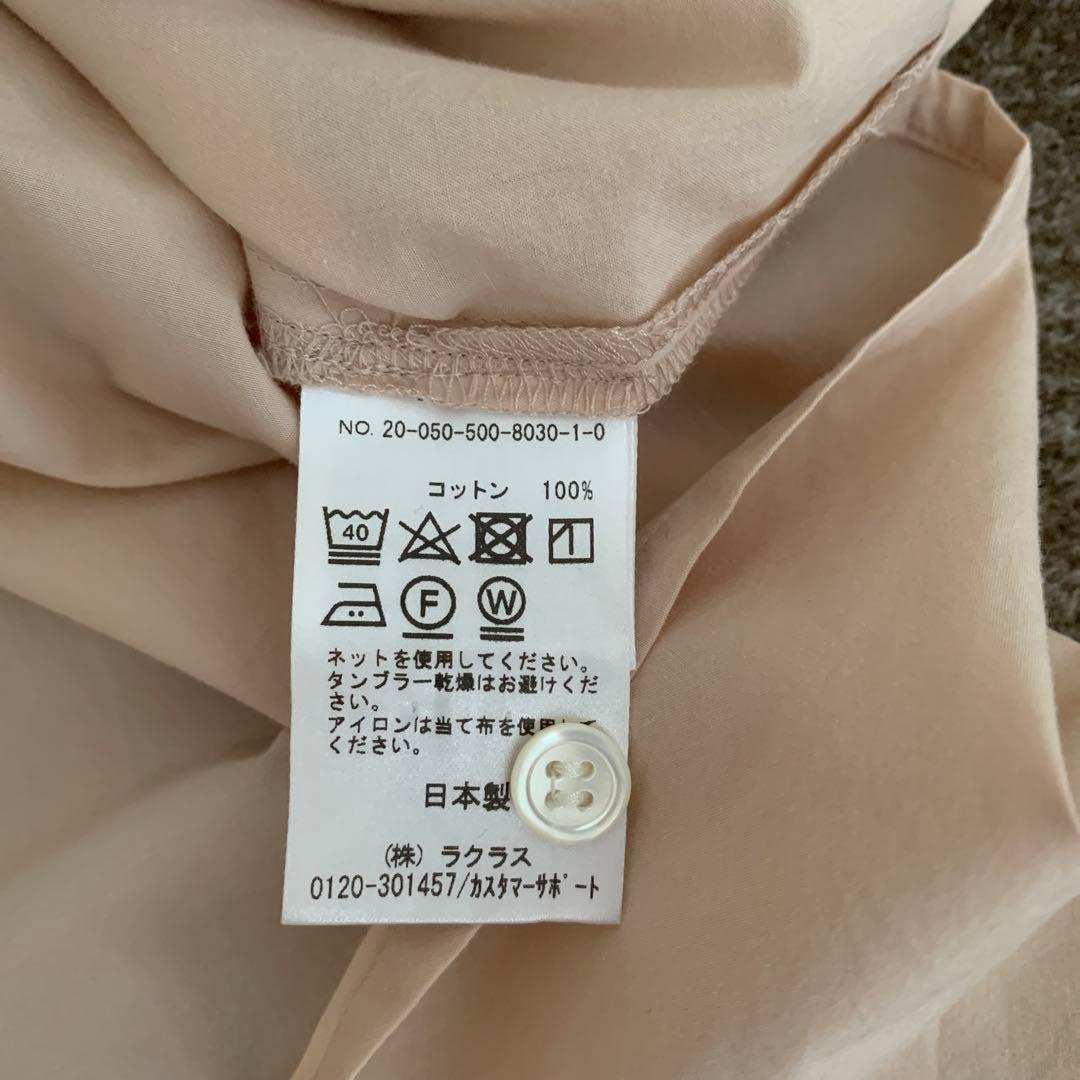 NO. 20-050-500-8030-1-0
コットン 100%
40
F W
ネットを使用してください。
タンブラー乾燥はお避けくだ
さい。
アイロンは当て布を使用して
ください。
日本製
(株) ラクラス
0120-301457/カスタマーサポート